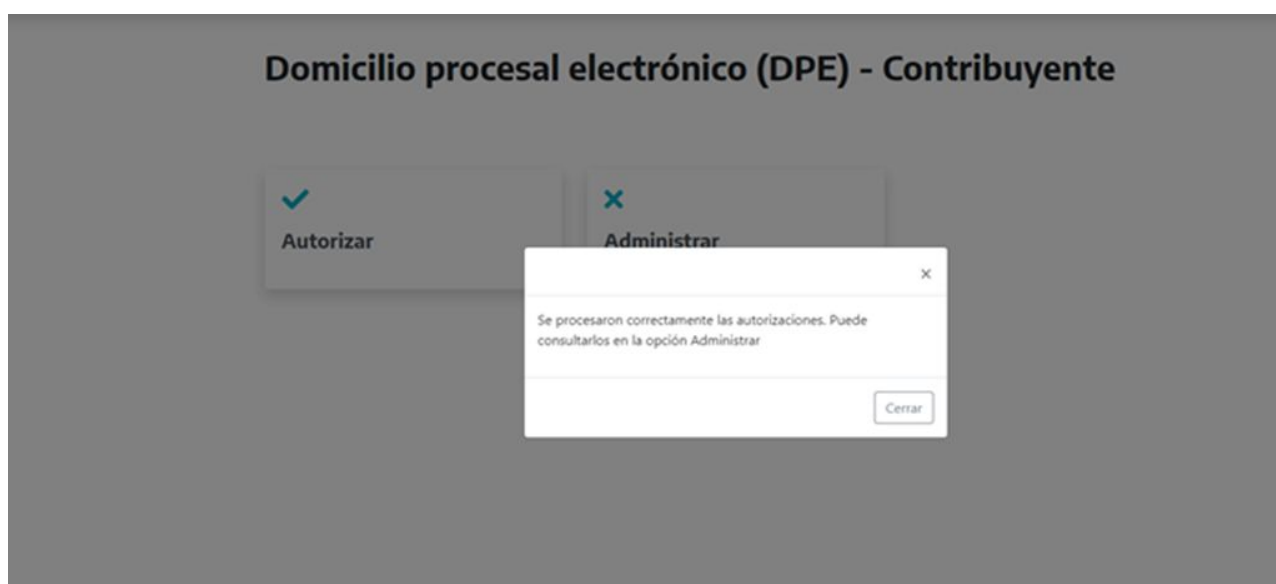 Domicilio procesal electrónico (DPE) - Contribuyente
Autorizar
Administrar
×
Se procesaron correctamente las autorizaciones. Puede
consultarlos en la opción Administrar
Cerrar